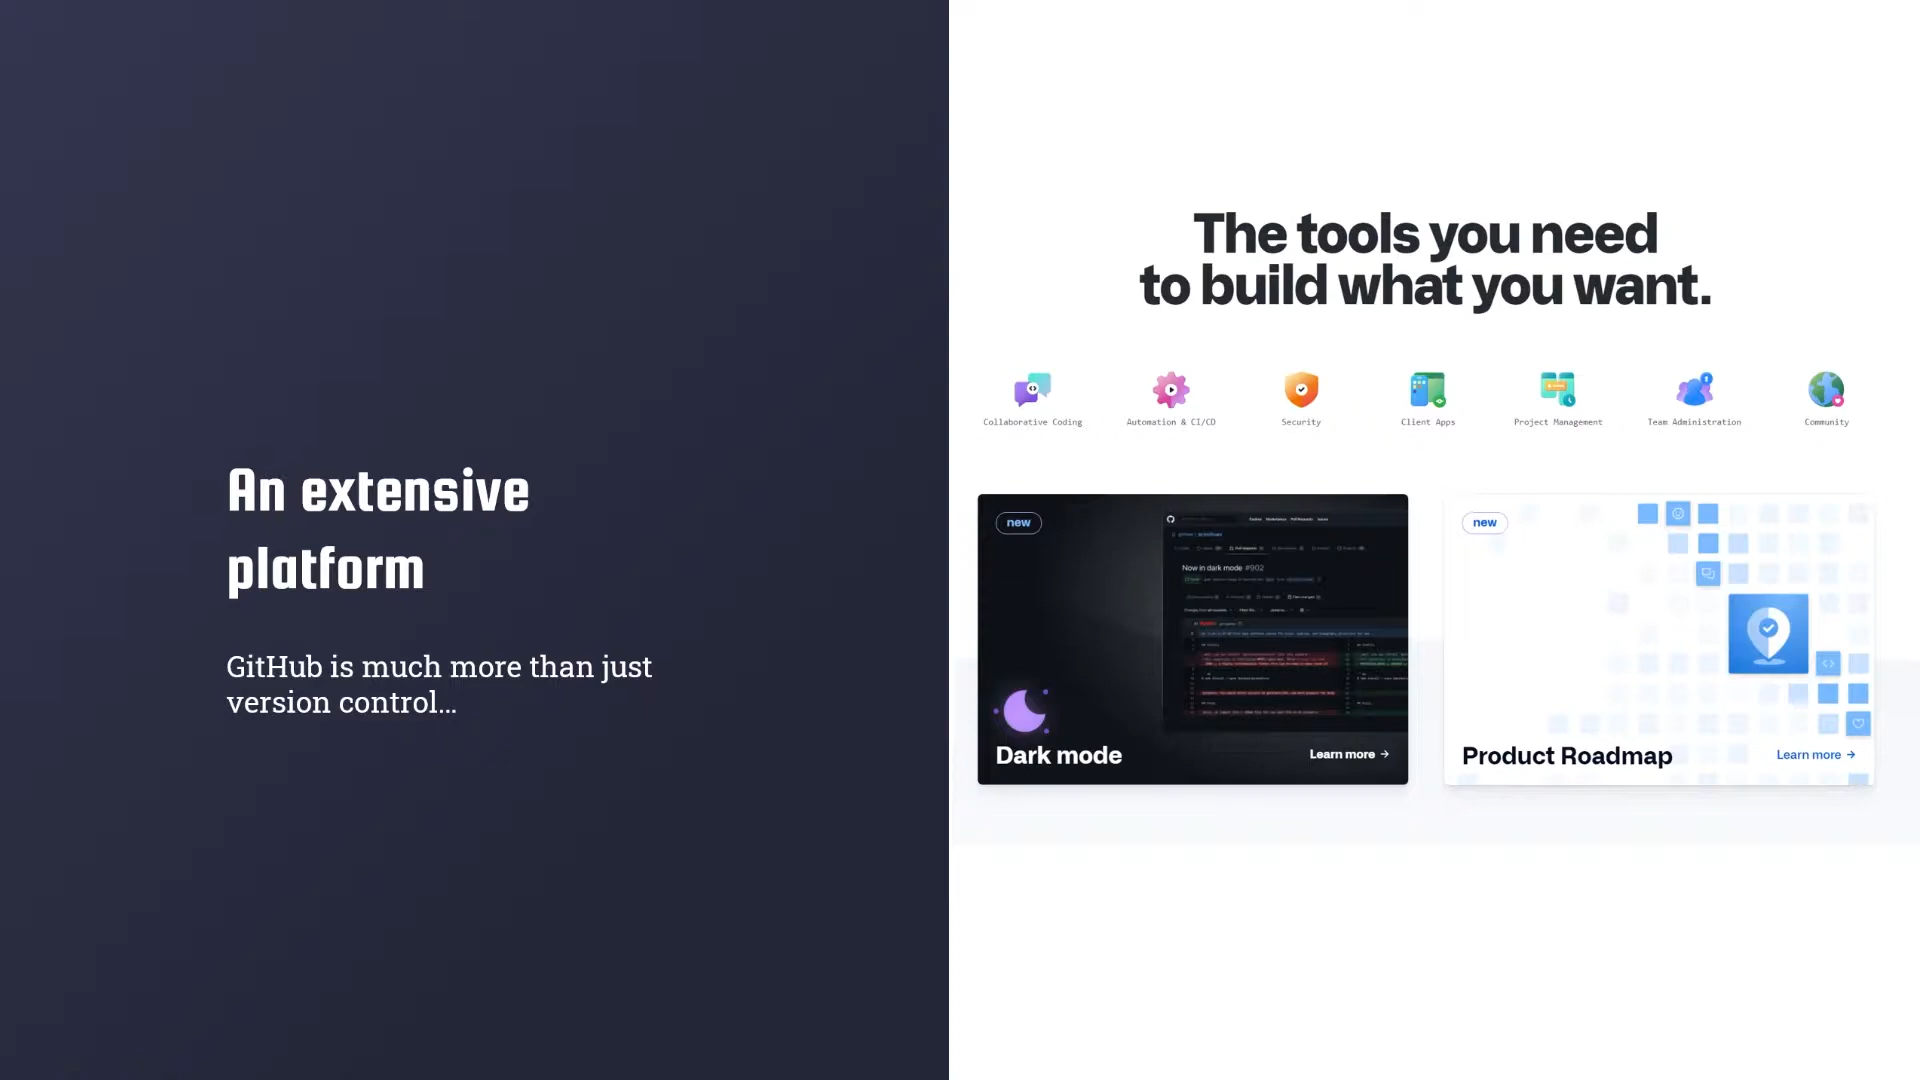 An extensive
platform
GitHub is much more than just
version control...
The tools you need
to build what you want.
Collaborative Coding
Automation & CI/CD
Security
Client Apps
Project Management
Team Administration
Community
new
Now in dark mode #902
Dark mode
Learn more →
new
Product Roadmap
Learn more →